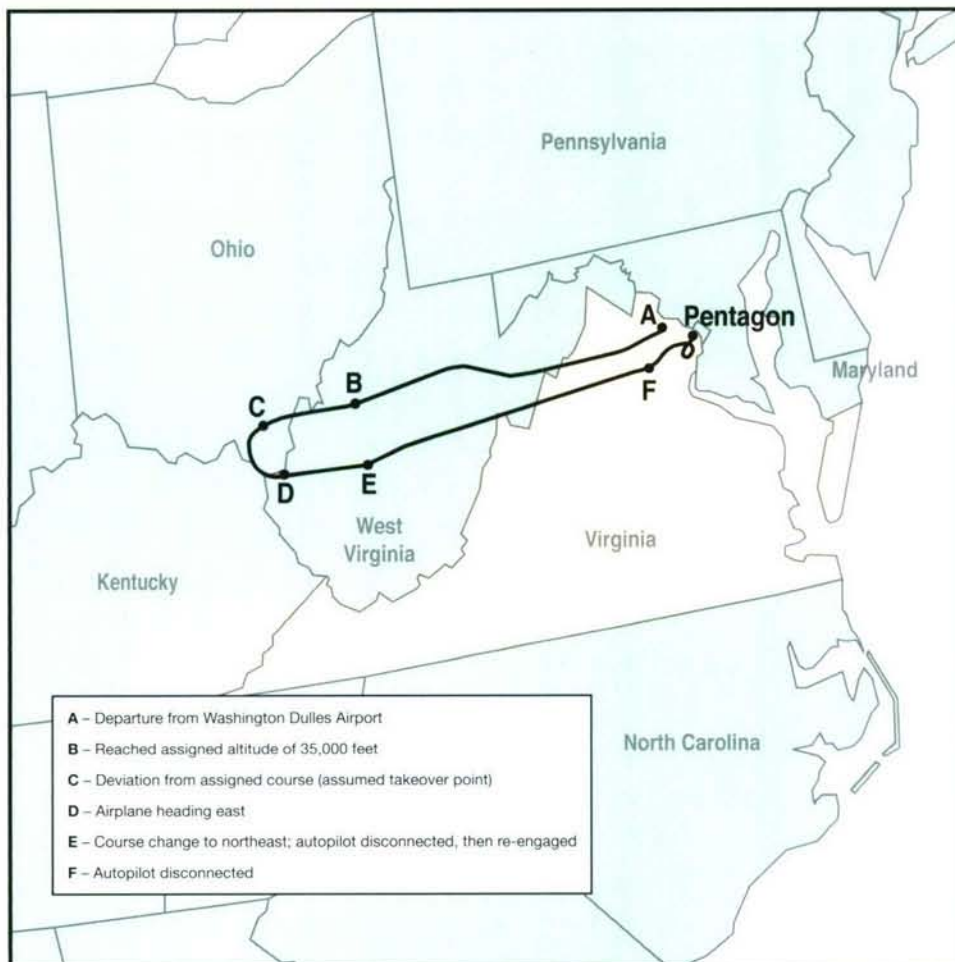 Pennsylvania
Ohio
A
Pentagon
Maryland
B
F
C
D
E
West
Virginia
Virginia
Kentucky
North Carolina
A – Departure from Washington Dulles Airport
B – Reached assigned altitude of 35,000 feet
C – Deviation from assigned course (assumed takeover point)
D – Airplane heading east
E – Course change to northeast; autopilot disconnected, then re-engaged
F – Autopilot disconnected